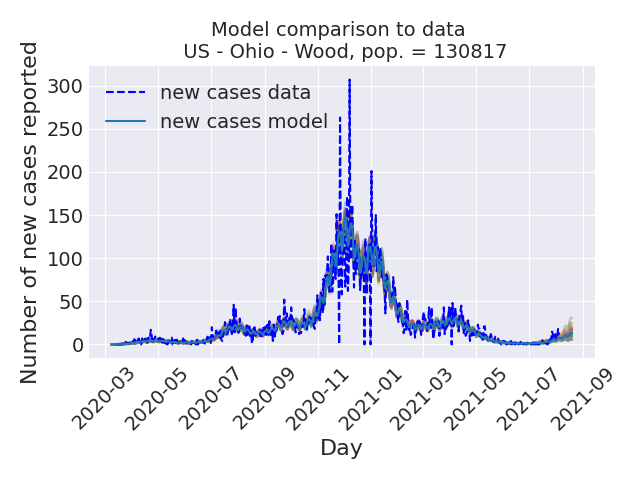 Model comparison to data
US - Ohio - Wood, pop. = 130817
new cases data
new cases model
Number of new cases reported
300
250
200
150
100
50
0
2020-03
2020-05
2020-07
2020-09
2020-11
2021-01
2021-03
2021-05
2021-07
2021-09
Day